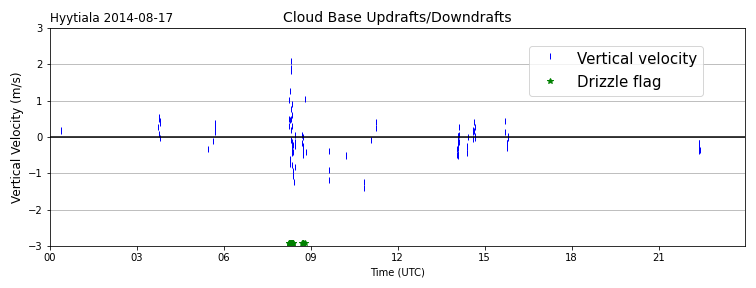 Hyytiala 2014-08-17
Cloud Base Updrafts/Downdrafts
Vertical Velocity (m/s)
3
2
1
0
−1
−2
−3
Vertical velocity
Drizzle flag
00 03 06 09 12 15 18 21
Time (UTC)